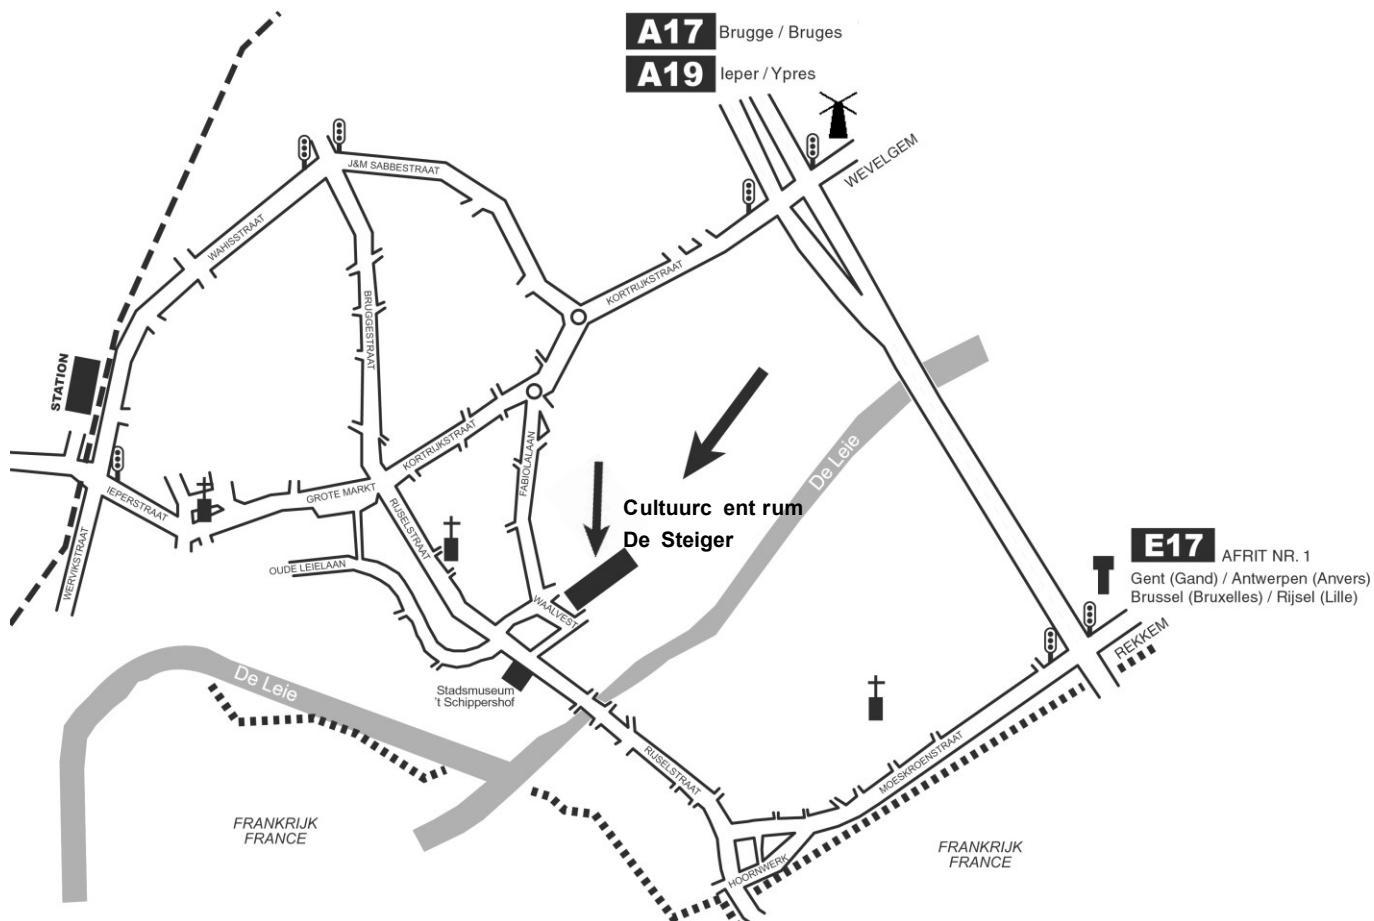 A17 Brugge / Bruges
A19 Ieper / Ypres
WEVELGEM
J&M SABBESTRAAT
WAHISSTRAAT
KORTRIJKSTRAAT
BRUGGESTRAAT
STATION
KORTRIJKSTRAAT
FABIOLALAAN
De Leie
IEPERSTRAAT
GROTE MARKT
RIJSELSTRAAT
Cultuurc ent rum
De Steiger
WERVIKSTRAAT
OUDE LEIELAAN
WAALVEST
E17 AFRIT NR. 1
Gent (Gand) / Antwerpen (Anvers)
Brussel (Bruxelles) / Rijsel (Lille)
REKKEM
De Leie
Stadsmuseum
't Schippershof
RIJSELSTRAAT
MOESKROENSTRAAT
FRANKRIJK
FRANCE
FRANKRIJK
FRANCE
HOORNWERK